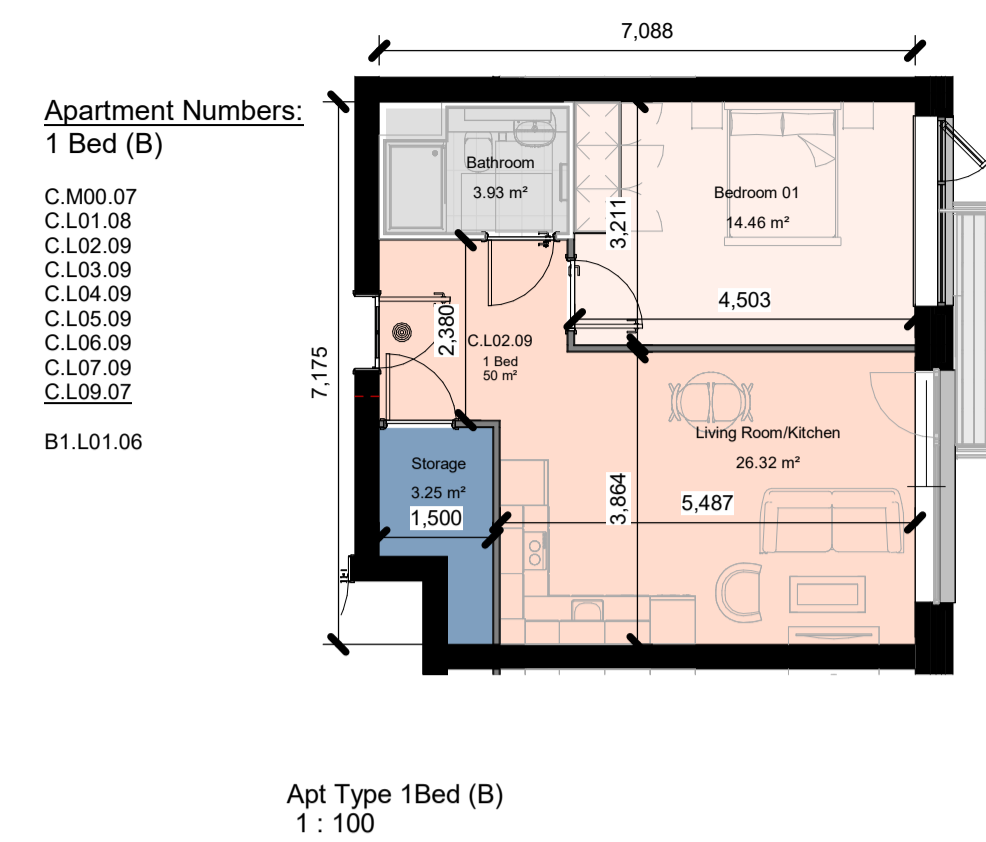 7,088
Apartment Numbers:
1 Bed (B)
C.M00.07
C.L01.08
C.L02.09
C.L03.09
C.L04.09
C.L05.09
C.L06.09
C.L07.09
C.L09.07
B1.L01.06
7,175
Bathroom
3.93 m²
Bedroom 01
14.46 m²
3,211
4,503
2,380
C.L02.09
1 Bed
50 m²
Living Room/Kitchen
26.32 m²
Storage
3.25 m²
1,500
3,864
5,487
Apt Type 1Bed (B)
1 : 100